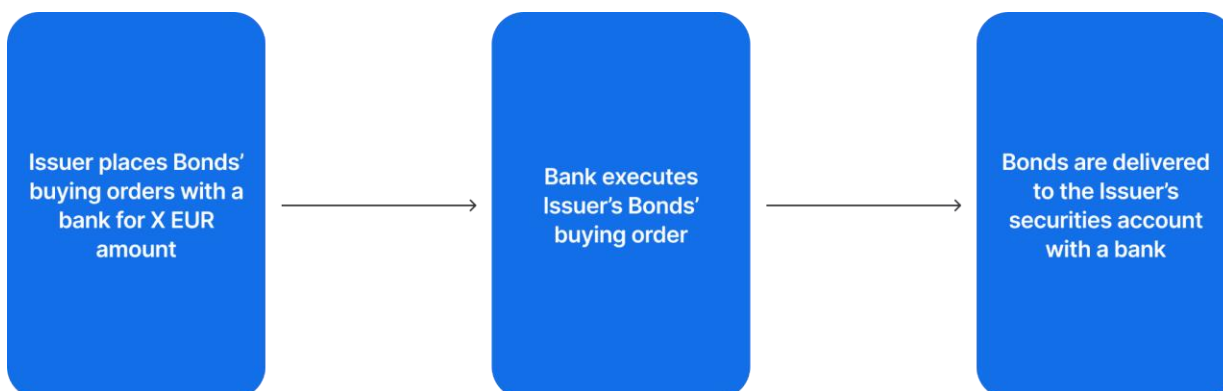 Issuer places Bonds’
buying orders with a
bank for X EUR
amount
Bank executes
Issuer’s Bonds’
buying order
Bonds are delivered
to the Issuer’s
securities account
with a bank